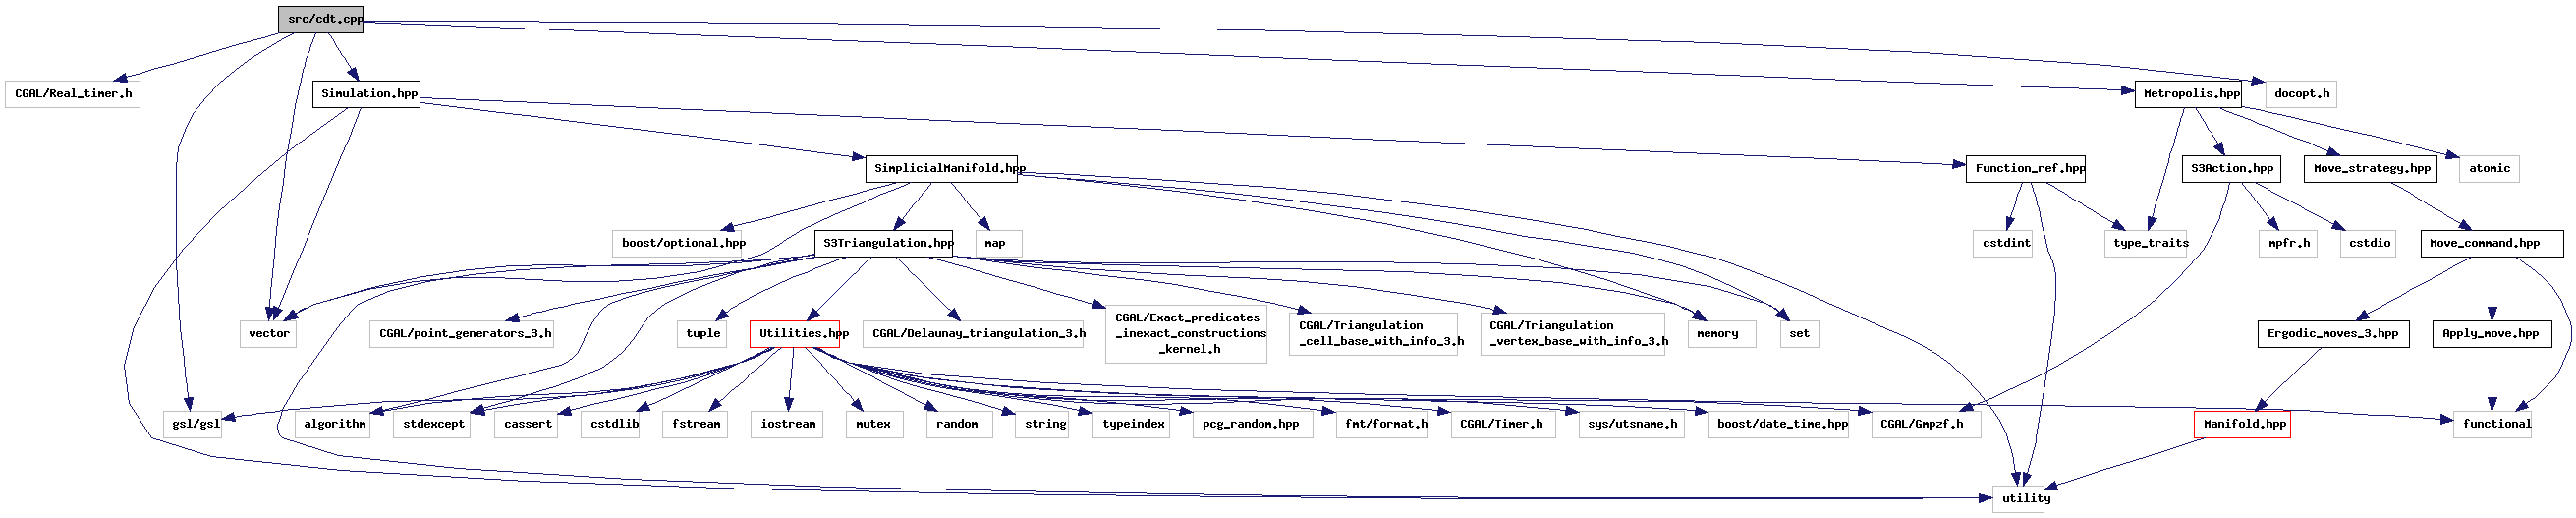 src/cdt.cpp
CGAL/Real_timer.h
Simulation.hpp
Metropolis.hpp
docopt.h
SimplicialManifold.hpp
Function_ref.hpp
S3Action.hpp
Move_strategy.hpp
atomic
boost/optional.hpp
S3Triangulation.hpp
map
cstdint
type_traits
mpfr.h
cstdio
Move_command.hpp
vector
CGAL/point_generators_3.h
tuple
Utilities.hpp
CGAL/Delaunay_triangulation_3.h
CGAL/Exact_predicates
_inexact_constructions
_kernel.h
CGAL/Triangulation
_cell_base_with_info_3.h
CGAL/Triangulation
_vertex_base_with_info_3.h
memory
set
Ergodic_moves_3.hpp
Apply_move.hpp
gsl/gsl
algorithm
stdexcept
cassert
cstdlib
fstream
iostream
mutex
random
string
typeindex
pcg_random.hpp
fmt/format.h
CGAL/Timer.h
sys/utsname.h
boost/date_time.hpp
CGAL/Gmpzf.h
Manifold.hpp
functional
utility